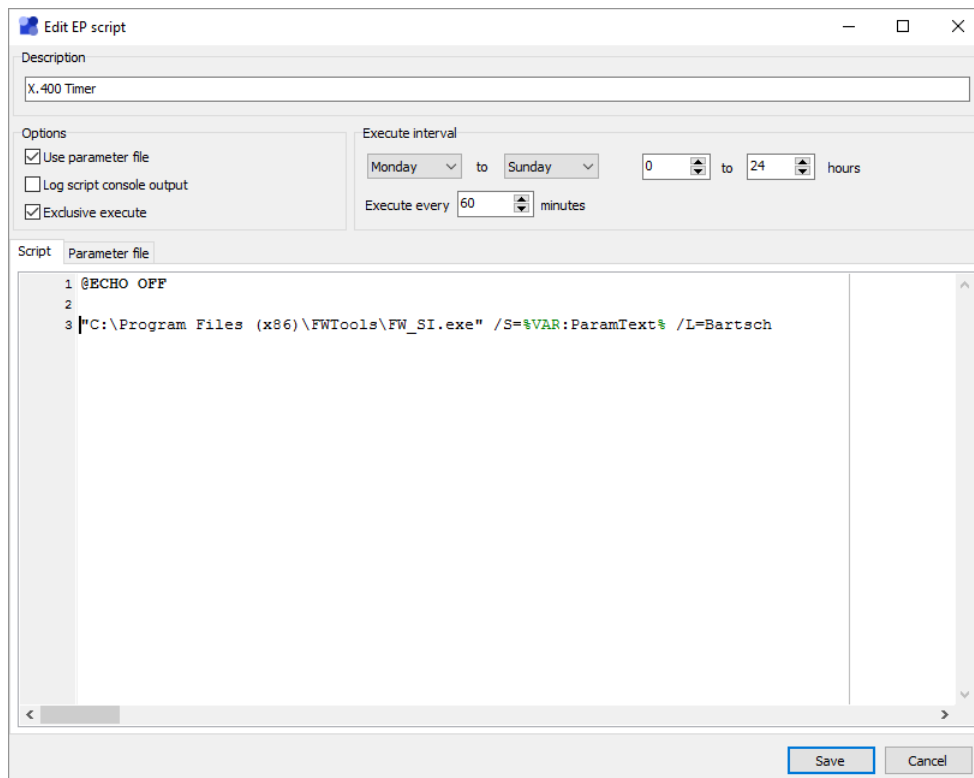 Edit EP script
Description
X.400 Timer
Options
Use parameter file
Log script console output
Exclusive execute
Execute interval
Monday to Sunday 0 to 24 hours
Execute every 60 minutes
Script Parameter file
1 @ECHO OFF
2
3 "C:\Program Files (x86)\FWTools\FW_SI.exe" /S=%VAR:ParamText% /L=Bartsch
Save Cancel